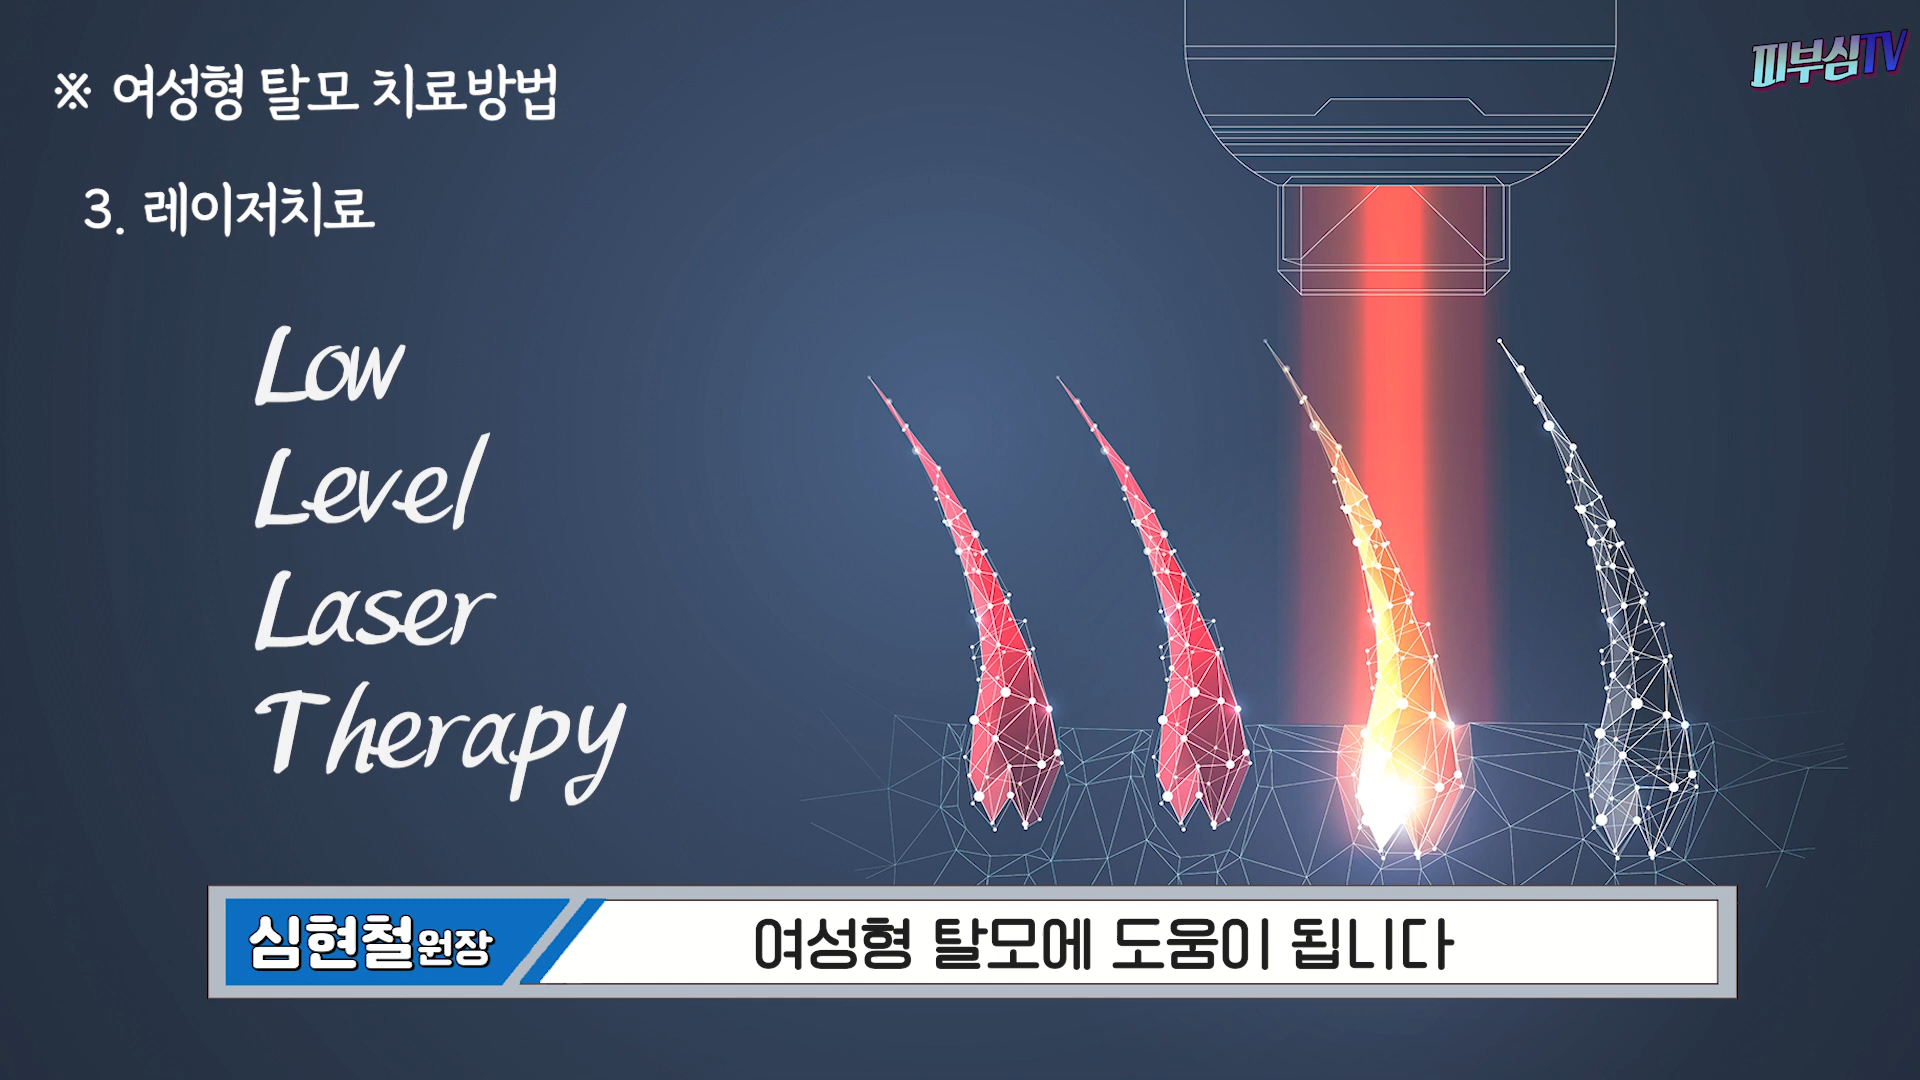 ※ 여성형 탈모 치료방법
피부심TV
3. 레이저치료
Low
Level
Laser
Therapy
심현철원장
여성형 탈모에 도움이 됩니다